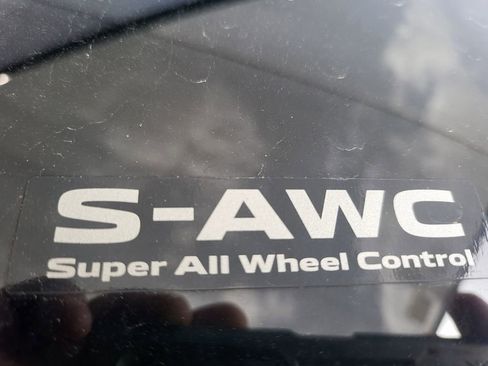 S-AWC
Super All Wheel Control